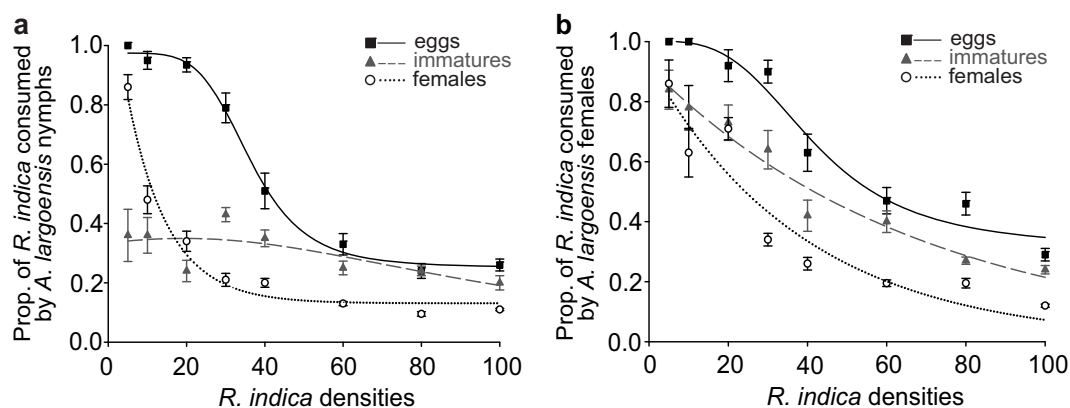 a
Prop. of R. indica consumed
by A. largoensis nymphs
1.0
0.8
0.6
0.4
0.2
0.0
0 20 40 60 80 100
R. indica densities
eggs
immatures
females
b
Prop. of R. indica consumed
by A. largoensis females
1.0
0.8
0.6
0.4
0.2
0.0
0 20 40 60 80 100
R. indica densities
eggs
immatures
females